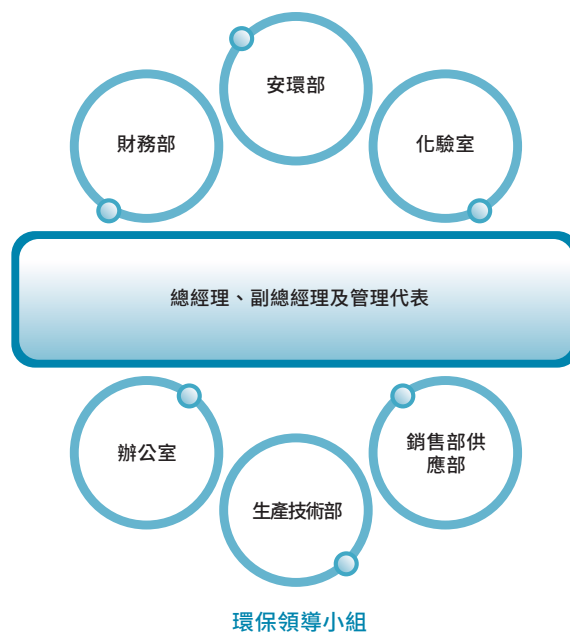 安環部
財務部
化驗室
總經理、副總經理及管理代表
辦公室
銷售部供
應部
生產技術部
環保領導小組